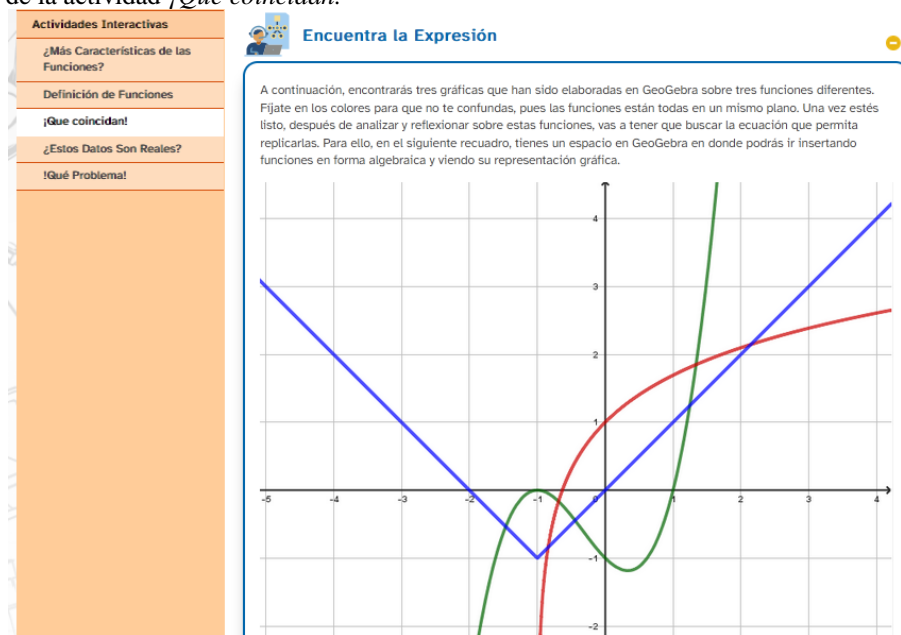 de la actividad ¡Que coincidan!
Actividades Interactivas
¿Más Características de las
Funciones?
Definición de Funciones
¡Que coincidan!
¿Estos Datos Son Reales?
!Qué Problema!
Encuentra la Expresión
A continuación, encontrarás tres gráficas que han sido elaboradas en GeoGebra sobre tres funciones diferentes.
Fíjate en los colores para que no te confundas, pues las funciones están todas en un mismo plano. Una vez estés
listo, después de analizar y reflexionar sobre estas funciones, vas a tener que buscar la ecuación que permita
replicarlas. Para ello, en el siguiente recuadro, tienes un espacio en GeoGebra en donde podrás ir insertando
funciones en forma algebraica y viendo su representación gráfica.
4
3
2
1
-5 -4 -3 -2 -1 0 1 2 3 4
-1
-2